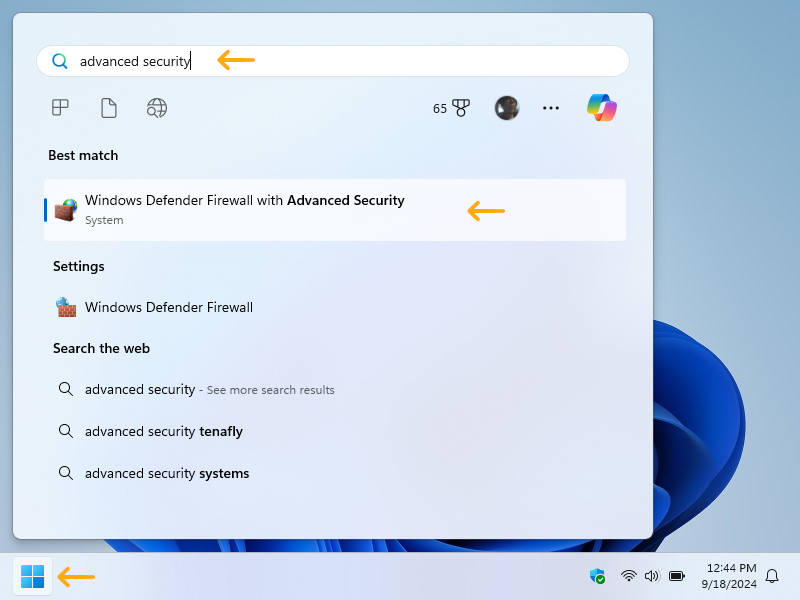 advanced security
65
Best match
Windows Defender Firewall with Advanced Security
System
Settings
Windows Defender Firewall
Search the web
advanced security - See more search results
advanced security tenafly
advanced security systems
12:44 PM
9/18/2024